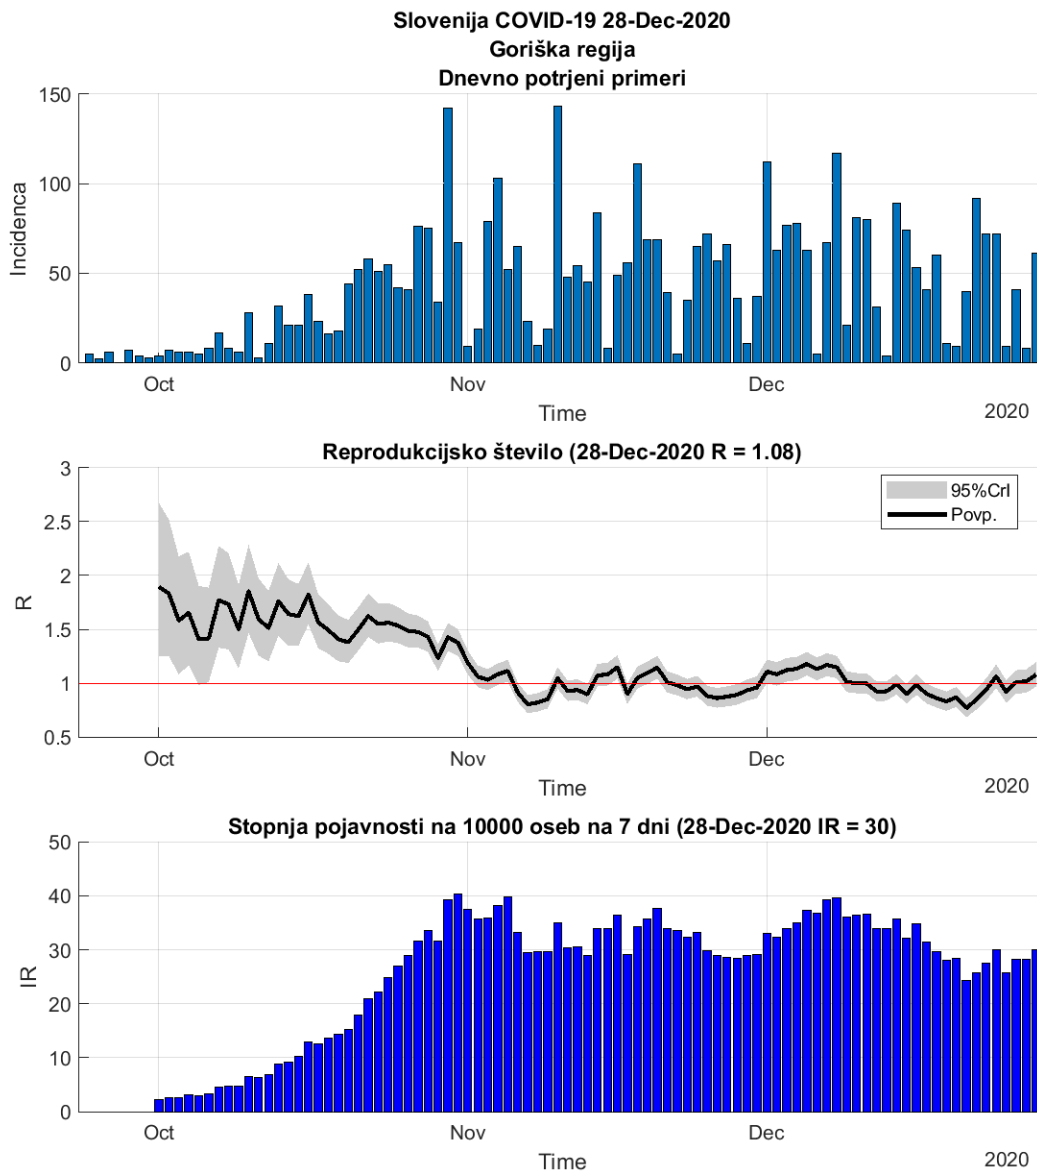 Slovenija COVID-19 28-Dec-2020
Goriška regija
Dnevno potrjeni primeri
150
100
50
0
Incidenca
Oct
Nov
Dec
Time
2020
Reprodukcijsko število (28-Dec-2020 R = 1.08)
3
2.5
2
1.5
1
0.5
R
95%CrI
Povp.
Oct
Nov
Dec
Time
2020
Stopnja pojavnosti na 10000 oseb na 7 dni (28-Dec-2020 IR = 30)
50
40
30
20
10
0
IR
Oct
Nov
Dec
Time
2020